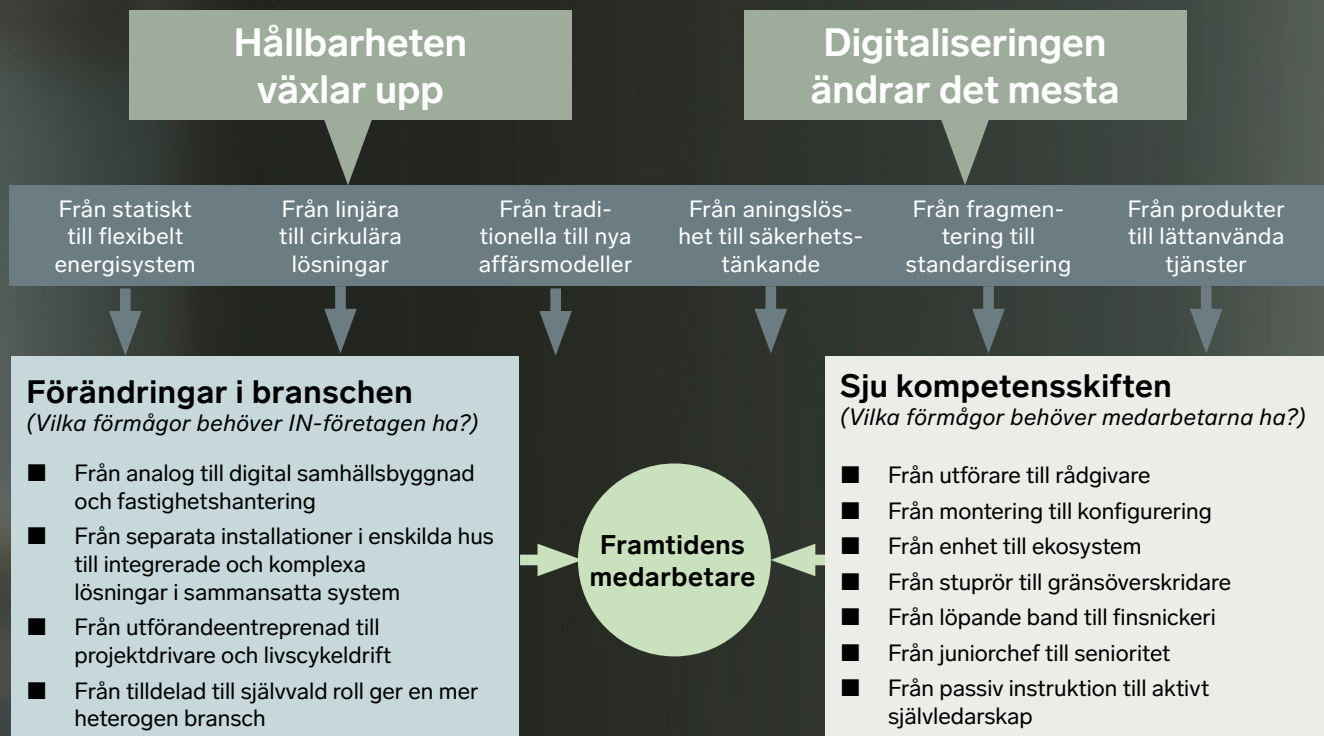 Hållbarheten
växlar upp
Digitaliseringen
ändrar det mesta
Från statiskt
till flexibelt
energisystem
Från linjära
till cirkulära
lösningar
Från tradi-
tionella till nya
affärsmodeller
Från aningslös-
het till säkerhets-
tänkande
Från fragmen-
tering till
standardisering
Från produkter
till lättanvända
tjänster
Förändringar i branschen
(Vilka förmågor behöver IN-företagen ha?)
■ Från analog till digital samhällsbyggnad
och fastighetshantering
■ Från separata installationer i enskilda hus
till integrerade och komplexa
lösningar i sammansatta system
■ Från utförandeentreprenad till
projektdrivare och livscykeldrift
■ Från tilldelad till självvald roll ger en mer
heterogen bransch
Framtidens
medarbetare
Sju kompetensskiften
(Vilka förmågor behöver medarbetarna ha?)
■ Från utförare till rådgivare
■ Från montering till konfigurering
■ Från enhet till ekosystem
■ Från stuprör till gränsöverskridare
■ Från löpande band till finsnickeri
■ Från juniorchef till senioritet
■ Från passiv instruktion till aktivt
självledarskap